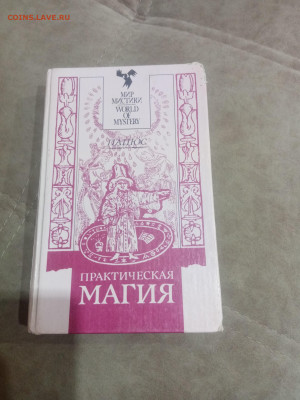 COINS.LAVE.RU
МИР
МИСТИКИ
WORLD
OF
MYSTERY
ПАПЮС
ПРАКТИЧЕСКАЯ
МАГИЯ